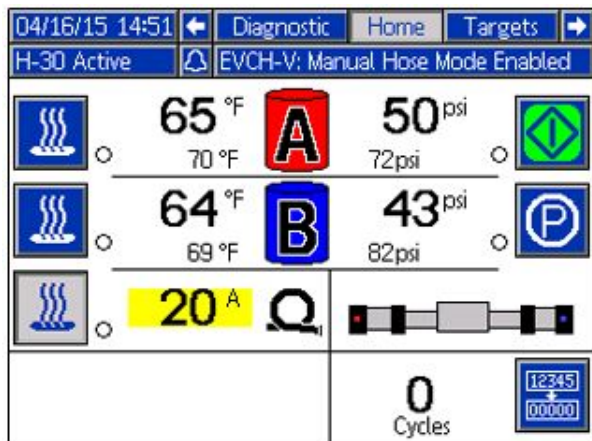 04/16/15 14:51 Diagnostic Home Targets
H-30 Active EVCH-V: Manual Hose Mode Enabled
65 °F A 50 psi
70 °F 72psi
64 °F B 43 psi P
69 °F 82psi
20 A
0
Cycles
12345
00000